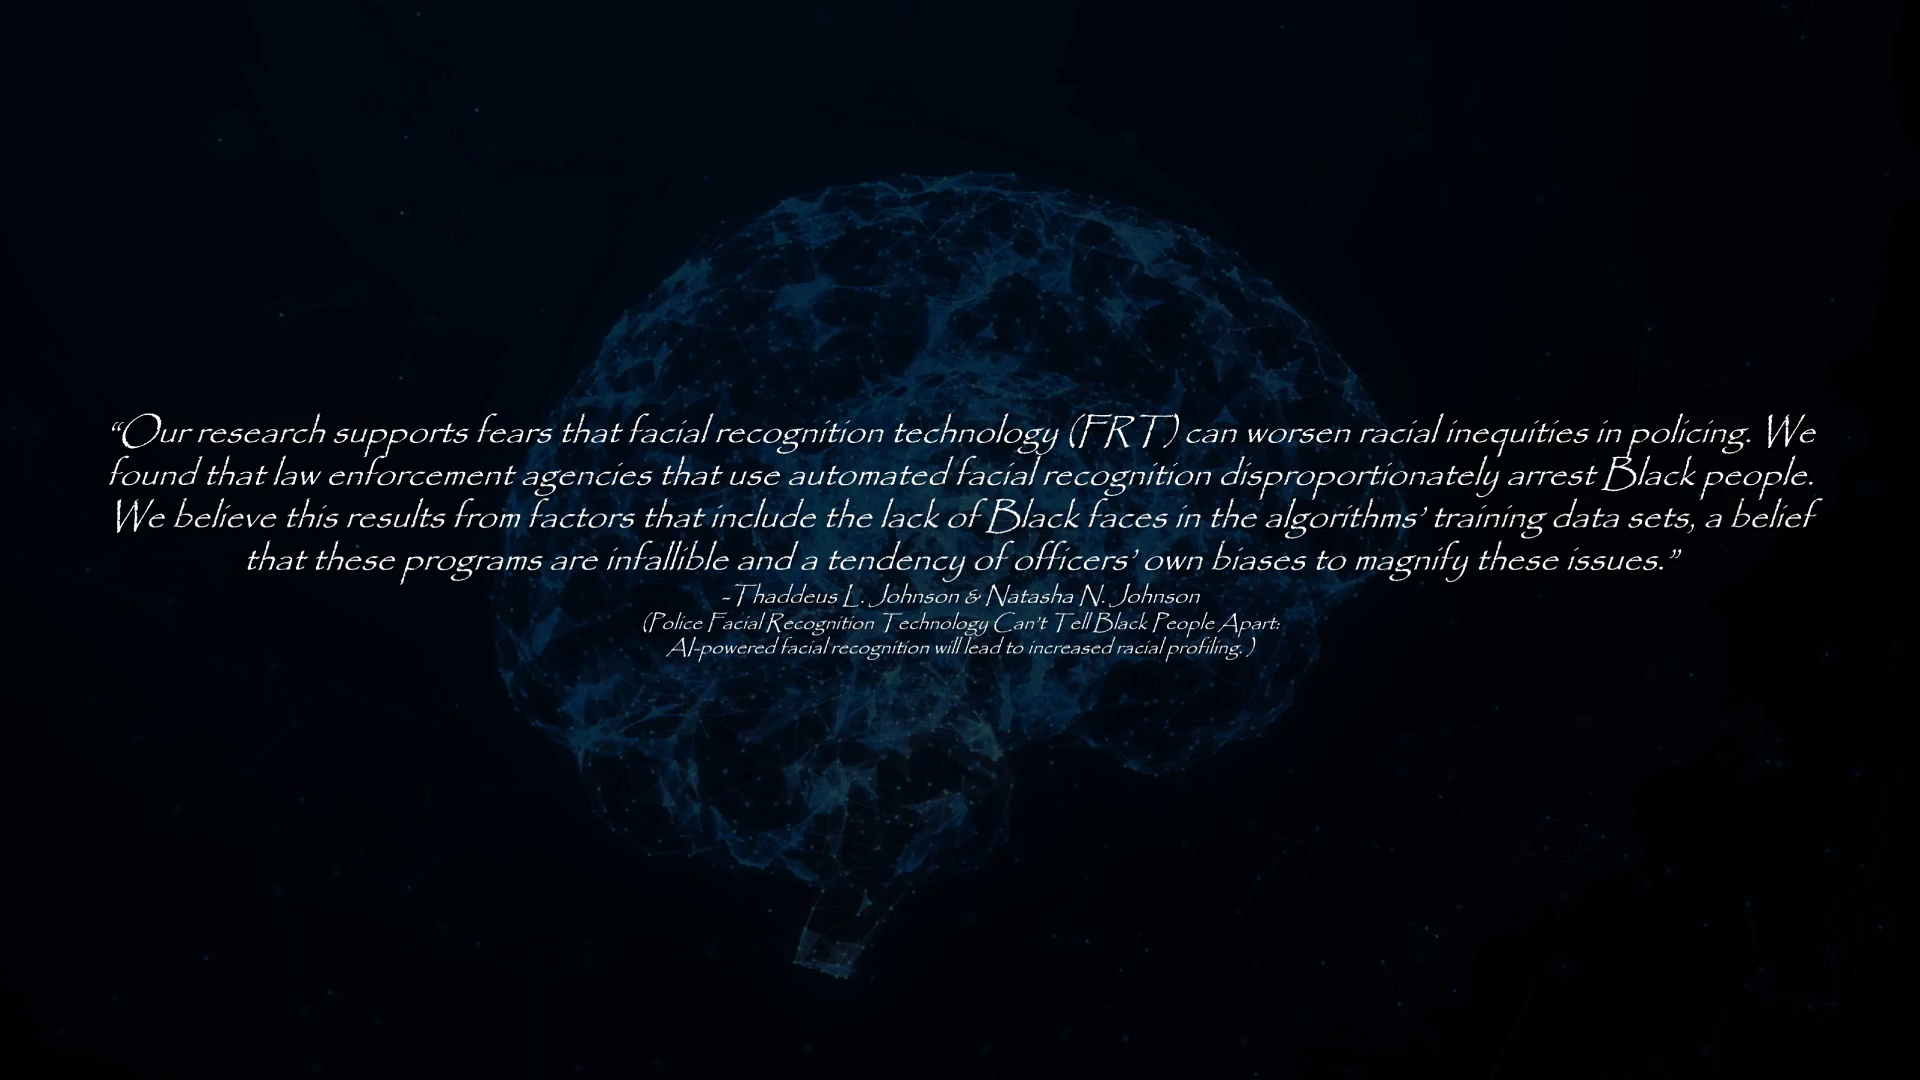 “Our research supports fears that facial recognition technology (FRT) can worsen racial inequities in policing. We
found that law enforcement agencies that use automated facial recognition disproportionately arrest Black people.
We believe this results from factors that include the lack of Black faces in the algorithms’ training data sets, a belief
that these programs are infallible and a tendency of officers’ own biases to magnify these issues.”
-Thaddeus L. Johnson & Natasha N. Johnson
(Police Facial Recognition Technology Can’t Tell Black People Apart:
AI-powered facial recognition will lead to increased racial profiling. )